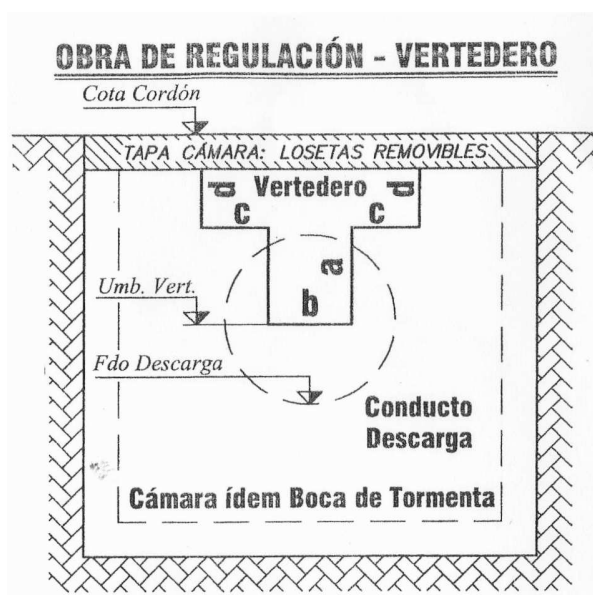 OBRA DE REGULACIÓN - VERTEDERO
Cota Cordón
TAPA CÁMARA: LOSETAS REMOVIBLES
d Vertedero d
c c
a
Umb. Vert.
b
Fdo Descarga
Conducto
Descarga
Cámara ídem Boca de Tormenta